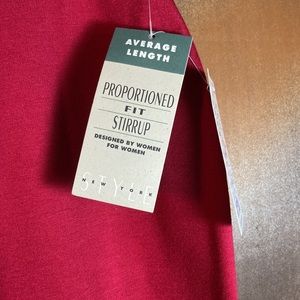 AVERAGE
LENGTH
PROPORTIONED
FIT
STIRRUP
DESIGNED BY WOMEN
FOR WOMEN
STYLE
NEW YORK